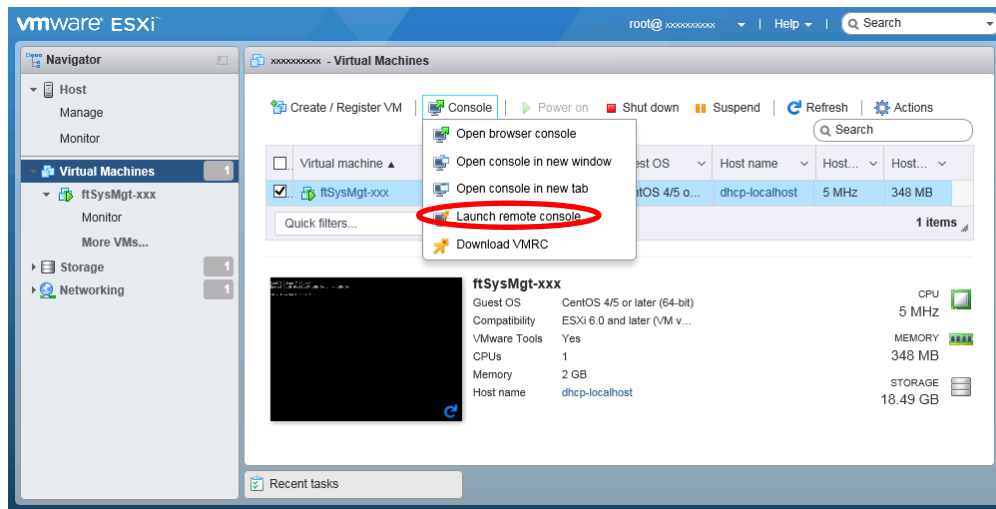 vmware ESXi™
root@ xxxxxxxxxx | Help | Search
Navigator
Host
Manage
Monitor
Virtual Machines 1
ftSysMgt-xxx
Monitor
More VMs...
Storage 1
Networking 1
xxxxxxxxxx - Virtual Machines
Create / Register VM | Console | Power on Shut down Suspend | Refresh | Actions
Search
Open browser console
Open console in new window
Open console in new tab
Launch remote console
Download VMRC
Virtual machine ▲ est OS Host name Host... Host...
ftSysMgt-xxx tOS 4/5 o... dhcp-localhost 5 MHz 348 MB
Quick filters... 1 items
ftSysMgt-xxx
Guest OS CentOS 4/5 or later (64-bit)
Compatibility ESXi 6.0 and later (VM v...
VMware Tools Yes
CPUs 1
Memory 2 GB
Host name dhcp-localhost
CPU
5 MHz
MEMORY
348 MB
STORAGE
18.49 GB
Recent tasks